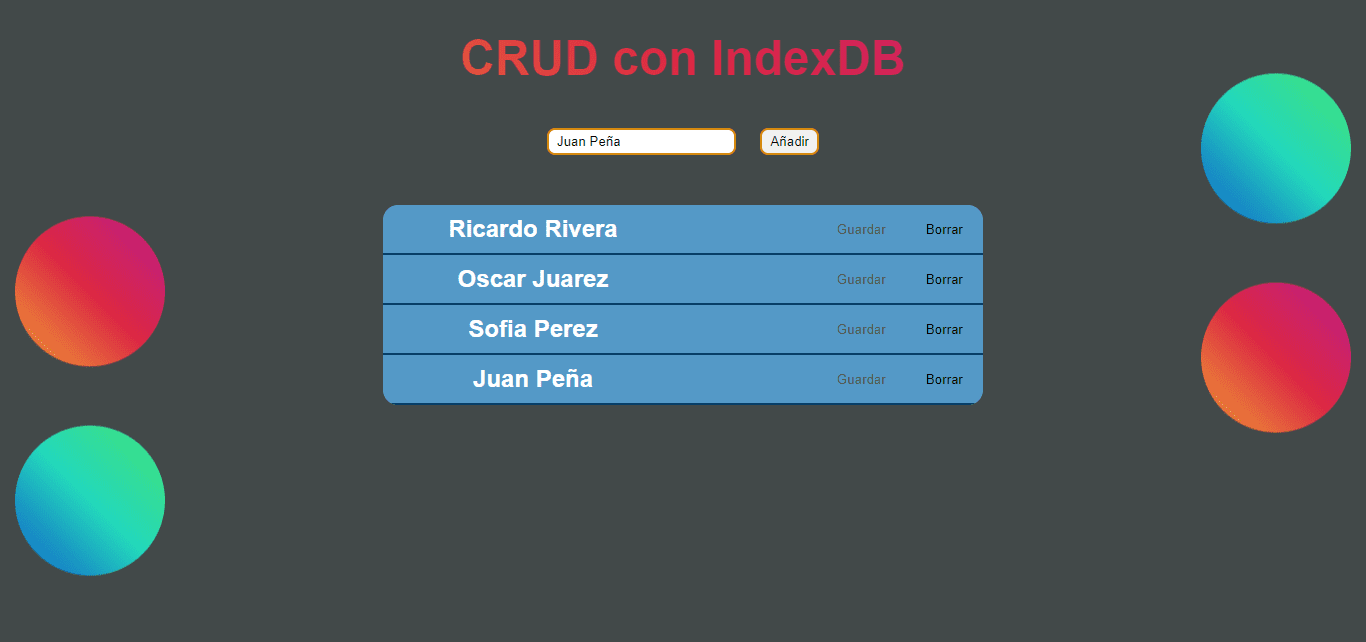 CRUD con IndexDB
Juan Peña Añadir
Ricardo Rivera Guardar Borrar
Oscar Juarez Guardar Borrar
Sofia Perez Guardar Borrar
Juan Peña Guardar Borrar